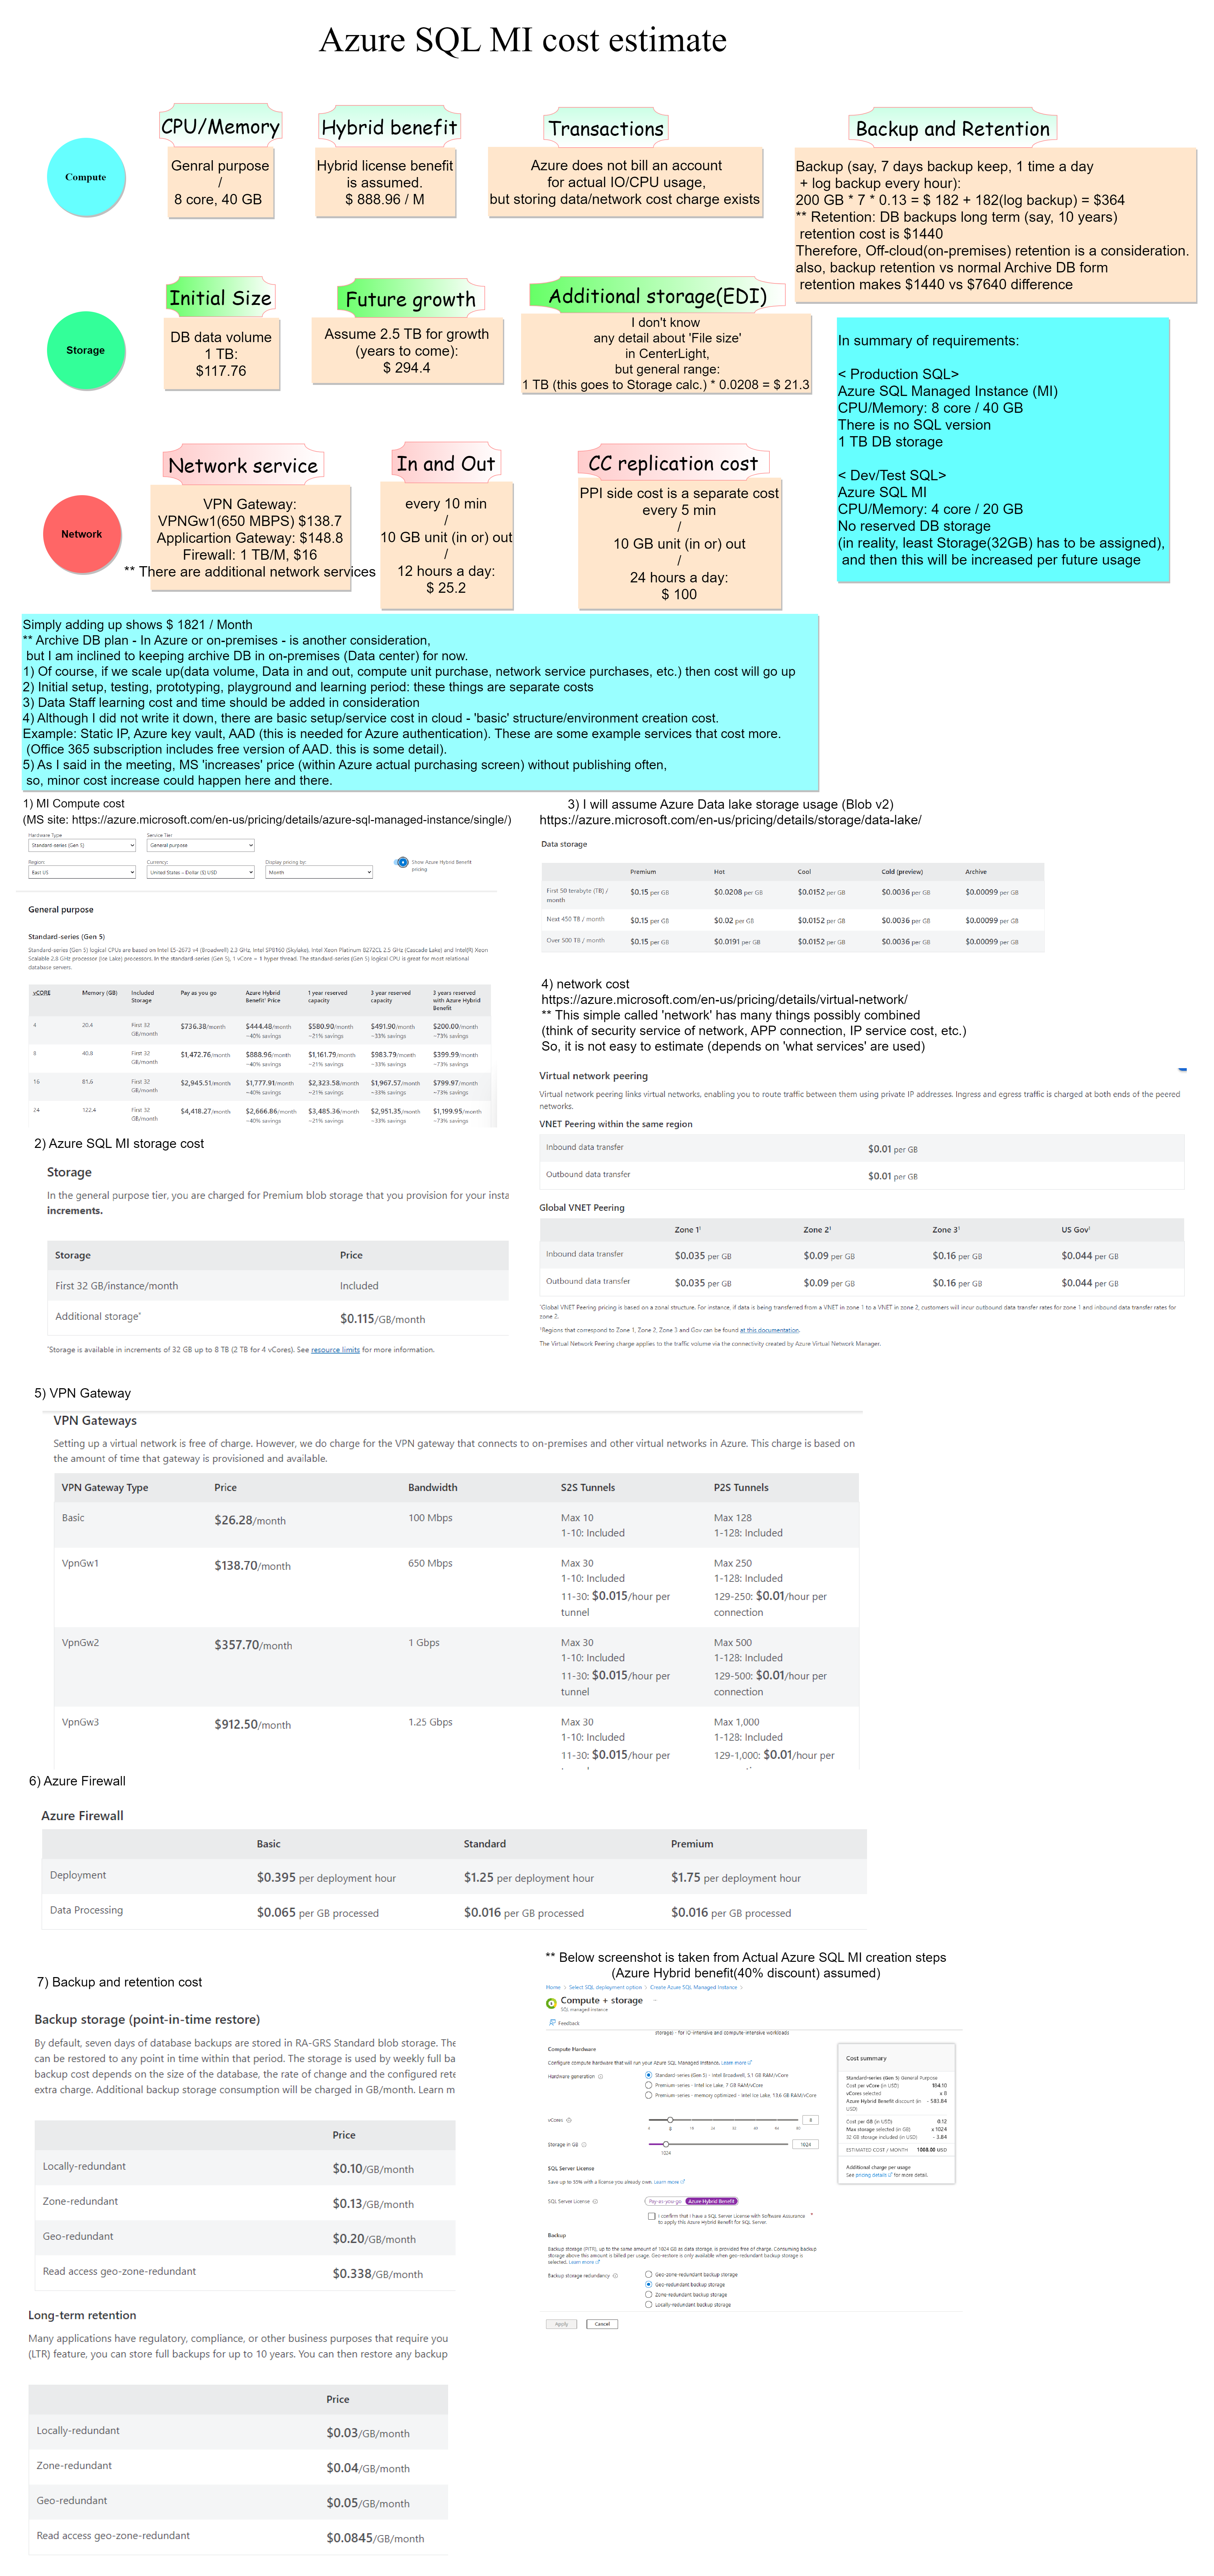 Azure SQL MI cost estimate
Compute
CPU/Memory
Genral purpose
/
8 core, 40 GB
Hybrid benefit
Hybrid license benefit
is assumed.
$ 888.96 / M
Transactions
Azure does not bill an account
for actual IO/CPU usage,
but storing data/network cost charge exists
Backup and Retention
Backup (say, 7 days backup keep, 1 time a day
+ log backup every hour):
200 GB * 7 * 0.13 = $ 182 + 182(log backup) = $364
** Retention: DB backups long term (say, 10 years)
retention cost is $1440
Therefore, Off-cloud(on-premises) retention is a consideration.
also, backup retention vs normal Archive DB form
retention makes $1440 vs $7640 difference
Storage
Initial Size
DB data volume
1 TB:
$117.76
Future growth
Assume 2.5 TB for growth
(years to come):
$ 294.4
Additional storage(EDI)
I don't know
any detail about 'File size'
in CenterLight,
but general range:
1 TB (this goes to Storage calc.) * 0.0208 = $ 21.3
In summary of requirements:
< Production SQL>
Azure SQL Managed Instance (MI)
CPU/Memory: 8 core / 40 GB
There is no SQL version
1 TB DB storage
< Dev/Test SQL>
Azure SQL MI
CPU/Memory: 4 core / 20 GB
No reserved DB storage
(in reality, least Storage(32GB) has to be assigned),
and then this will be increased per future usage
Network
Network service
VPN Gateway:
VPNGw1(650 MBPS) $138.7
Applicartion Gateway: $148.8
Firewall: 1 TB/M, $16
** There are additional network services
In and Out
every 10 min
/
10 GB unit (in or) out
/
12 hours a day:
$ 25.2
CC replication cost
PPI side cost is a separate cost
every 5 min
/
10 GB unit (in or) out
/
24 hours a day:
$ 100
Simply adding up shows $ 1821 / Month
** Archive DB plan - In Azure or on-premises - is another consideration,
but I am inclined to keeping archive DB in on-premises (Data center) for now.
1) Of course, if we scale up(data volume, Data in and out, compute unit purchase, network service purchases, etc.) then cost will go up
2) Initial setup, testing, prototyping, playground and learning period: these things are separate costs
3) Data Staff learning cost and time should be added in consideration
4) Although I did not write it down, there are basic setup/service cost in cloud - 'basic' structure/environment creation cost.
Example: Static IP, Azure key vault, AAD (this is needed for Azure authentication). These are some example services that cost more.
(Office 365 subscription includes free version of AAD. this is some detail).
5) As I said in the meeting, MS 'increases' price (within Azure actual purchasing screen) without publishing often,
so, minor cost increase could happen here and there.
1) MI Compute cost
(MS site: https://azure.microsoft.com/en-us/pricing/details/azure-sql-managed-instance/single/)
Hardware Type Service Tier
Standard-series (Gen 5) General purpose
Region: Currency: Display pricing by:
East US United States – Dollar ($) USD Month
Show Azure Hybrid Benefit
pricing
General purpose
Standard-series (Gen 5)
Standard-series (Gen 5) logical CPUs are based on Intel E5-2673 v4 (Broadwell) 2.3 GHz, Intel SP8160 (Skylake), Intel Xeon Platinum 8272CL 2.5 GHz (Cascade Lake) and Intel(R) Xeon
Scalable 2.8 GHz processor (Ice Lake) processors. In the standard-series (Gen 5), 1 vCore = 1 hyper thread. The standard-series (Gen 5) logical CPU is great for most relational
database servers.
vCORE Memory (GB) Included Storage Pay as you go Azure Hybrid Benefit¹ Price 1 year reserved capacity 3 year reserved capacity 3 years reserved with Azure Hybrid Benefit
4 20.4 First 32 GB/month $736.38/month $444.48/month ~40% savings $580.90/month ~21% savings $491.90/month ~33% savings $200.00/month ~73% savings
8 40.8 First 32 GB/month $1,472.76/month $888.96/month ~40% savings $1,161.79/month ~21% savings $983.79/month ~33% savings $399.99/month ~73% savings
16 81.6 First 32 GB/month $2,945.51/month $1,777.91/month ~40% savings $2,323.58/month ~21% savings $1,967.57/month ~33% savings $799.97/month ~73% savings
24 122.4 First 32 GB/month $4,418.27/month $2,666.86/month ~40% savings $3,485.36/month ~21% savings $2,951.35/month ~33% savings $1,199.95/month ~73% savings
3) I will assume Azure Data lake storage usage (Blob v2)
https://azure.microsoft.com/en-us/pricing/details/storage/data-lake/
Data storage
Premium Hot Cool Cold (preview) Archive
First 50 terabyte (TB) / month $0.15 per GB $0.0208 per GB $0.0152 per GB $0.0036 per GB $0.00099 per GB
Next 450 TB / month $0.15 per GB $0.02 per GB $0.0152 per GB $0.0036 per GB $0.00099 per GB
Over 500 TB / month $0.15 per GB $0.0191 per GB $0.0152 per GB $0.0036 per GB $0.00099 per GB
4) network cost
https://azure.microsoft.com/en-us/pricing/details/virtual-network/
** This simple called 'network' has many things possibly combined
(think of security service of network, APP connection, IP service cost, etc.)
So, it is not easy to estimate (depends on 'what services' are used)
Virtual network peering
Virtual network peering links virtual networks, enabling you to route traffic between them using private IP addresses. Ingress and egress traffic is charged at both ends of the peered
networks.
VNET Peering within the same region
Inbound data transfer $0.01 per GB
Outbound data transfer $0.01 per GB
Global VNET Peering
Zone 1¹ Zone 2¹ Zone 3¹ US Gov¹
Inbound data transfer $0.035 per GB $0.09 per GB $0.16 per GB $0.044 per GB
Outbound data transfer $0.035 per GB $0.09 per GB $0.16 per GB $0.044 per GB
*Global VNET Peering pricing is based on a zonal structure. For instance, if data is being transferred from a VNET in zone 1 to a VNET in zone 2, customers will incur outbound data transfer rates for zone 1 and inbound data transfer rates for
zone 2.
¹Regions that correspond to Zone 1, Zone 2, Zone 3 and Gov can be found at this documentation.
The Virtual Network Peering charge applies to the traffic volume via the connectivity created by Azure Virtual Network Manager.
2) Azure SQL MI storage cost
Storage
In the general purpose tier, you are charged for Premium blob storage that you provision for your insta
increments.
Storage Price
First 32 GB/instance/month Included
Additional storage* $0.115/GB/month
*Storage is available in increments of 32 GB up to 8 TB (2 TB for 4 vCores). See resource limits for more information.
5) VPN Gateway
VPN Gateways
Setting up a virtual network is free of charge. However, we do charge for the VPN gateway that connects to on-premises and other virtual networks in Azure. This charge is based on
the amount of time that gateway is provisioned and available.
VPN Gateway Type Price Bandwidth S2S Tunnels P2S Tunnels
Basic $26.28/month 100 Mbps Max 10 Max 128
1-10: Included 1-128: Included
VpnGw1 $138.70/month 650 Mbps Max 30 Max 250
1-10: Included 1-128: Included
11-30: $0.015/hour per 129-250: $0.01/hour per
tunnel connection
VpnGw2 $357.70/month 1 Gbps Max 30 Max 500
1-10: Included 1-128: Included
11-30: $0.015/hour per 129-500: $0.01/hour per
tunnel connection
VpnGw3 $912.50/month 1.25 Gbps Max 30 Max 1,000
1-10: Included 1-128: Included
11-30: $0.015/hour per 129-1,000: $0.01/hour per
6) Azure Firewall
Azure Firewall
Basic Standard Premium
Deployment $0.395 per deployment hour $1.25 per deployment hour $1.75 per deployment hour
Data Processing $0.065 per GB processed $0.016 per GB processed $0.016 per GB processed
7) Backup and retention cost
Backup storage (point-in-time restore)
By default, seven days of database backups are stored in RA-GRS Standard blob storage. The
can be restored to any point in time within that period. The storage is used by weekly full ba
backup cost depends on the size of the database, the rate of change and the configured rete
extra charge. Additional backup storage consumption will be charged in GB/month. Learn m
Price
Locally-redundant $0.10/GB/month
Zone-redundant $0.13/GB/month
Geo-redundant $0.20/GB/month
Read access geo-zone-redundant $0.338/GB/month
Long-term retention
Many applications have regulatory, compliance, or other business purposes that require you
(LTR) feature, you can store full backups for up to 10 years. You can then restore any backup
Price
Locally-redundant $0.03/GB/month
Zone-redundant $0.04/GB/month
Geo-redundant $0.05/GB/month
Read access geo-zone-redundant $0.0845/GB/month
** Below screenshot is taken from Actual Azure SQL MI creation steps
(Azure Hybrid benefit(40% discount) assumed)
Home > Select SQL deployment option > Create Azure SQL Managed Instance >
Compute + storage ...
SQL managed instance
Feedback
storage) - for IO-intensive and compute-intensive workloads
Compute Hardware
Configure compute hardware that will run your Azure SQL Managed Instance. Learn more
Hardware generation
Standard-series (Gen 5) - Intel Broadwell, 5.1 GB RAM/vCore
Premium-series - Intel Ice Lake, 7 GB RAM/vCore
Premium-series - memory optimized - Intel Ice Lake, 13.6 GB RAM/vCore
vCores 8
Storage in GB 1024
1024
SQL Server License
Save up to 55% with a license you already own. Learn more
SQL Server License Pay-as-you-go Azure Hybrid Benefit
I confirm that I have a SQL Server License with Software Assurance *
to apply this Azure Hybrid Benefit for SQL Server.
Backup
Backup storage (PITR), up to the same amount of 1024 GB as data storage, is provided free of charge. Consuming backup
storage above this amount is billed per usage. Geo-restore is only available when geo-redundant backup storage is
selected. Learn more
Backup storage redundancy
Geo-zone-redundant backup storage
Geo-redundant backup storage
Zone-redundant backup storage
Locally-redundant backup storage
Apply Cancel
Cost summary
Standard-series (Gen 5) General Purpose
Cost per vCore (in USD) 184.10
vCores selected x 8
Azure Hybrid Benefit discount (in USD) - 583.84
Cost per GB (in USD) 0.12
Max storage selected (in GB) x 1024
32 GB storage included (in USD) - 3.84
ESTIMATED COST / MONTH 1008.00 USD
Additional charge per usage
See pricing details for more detail.